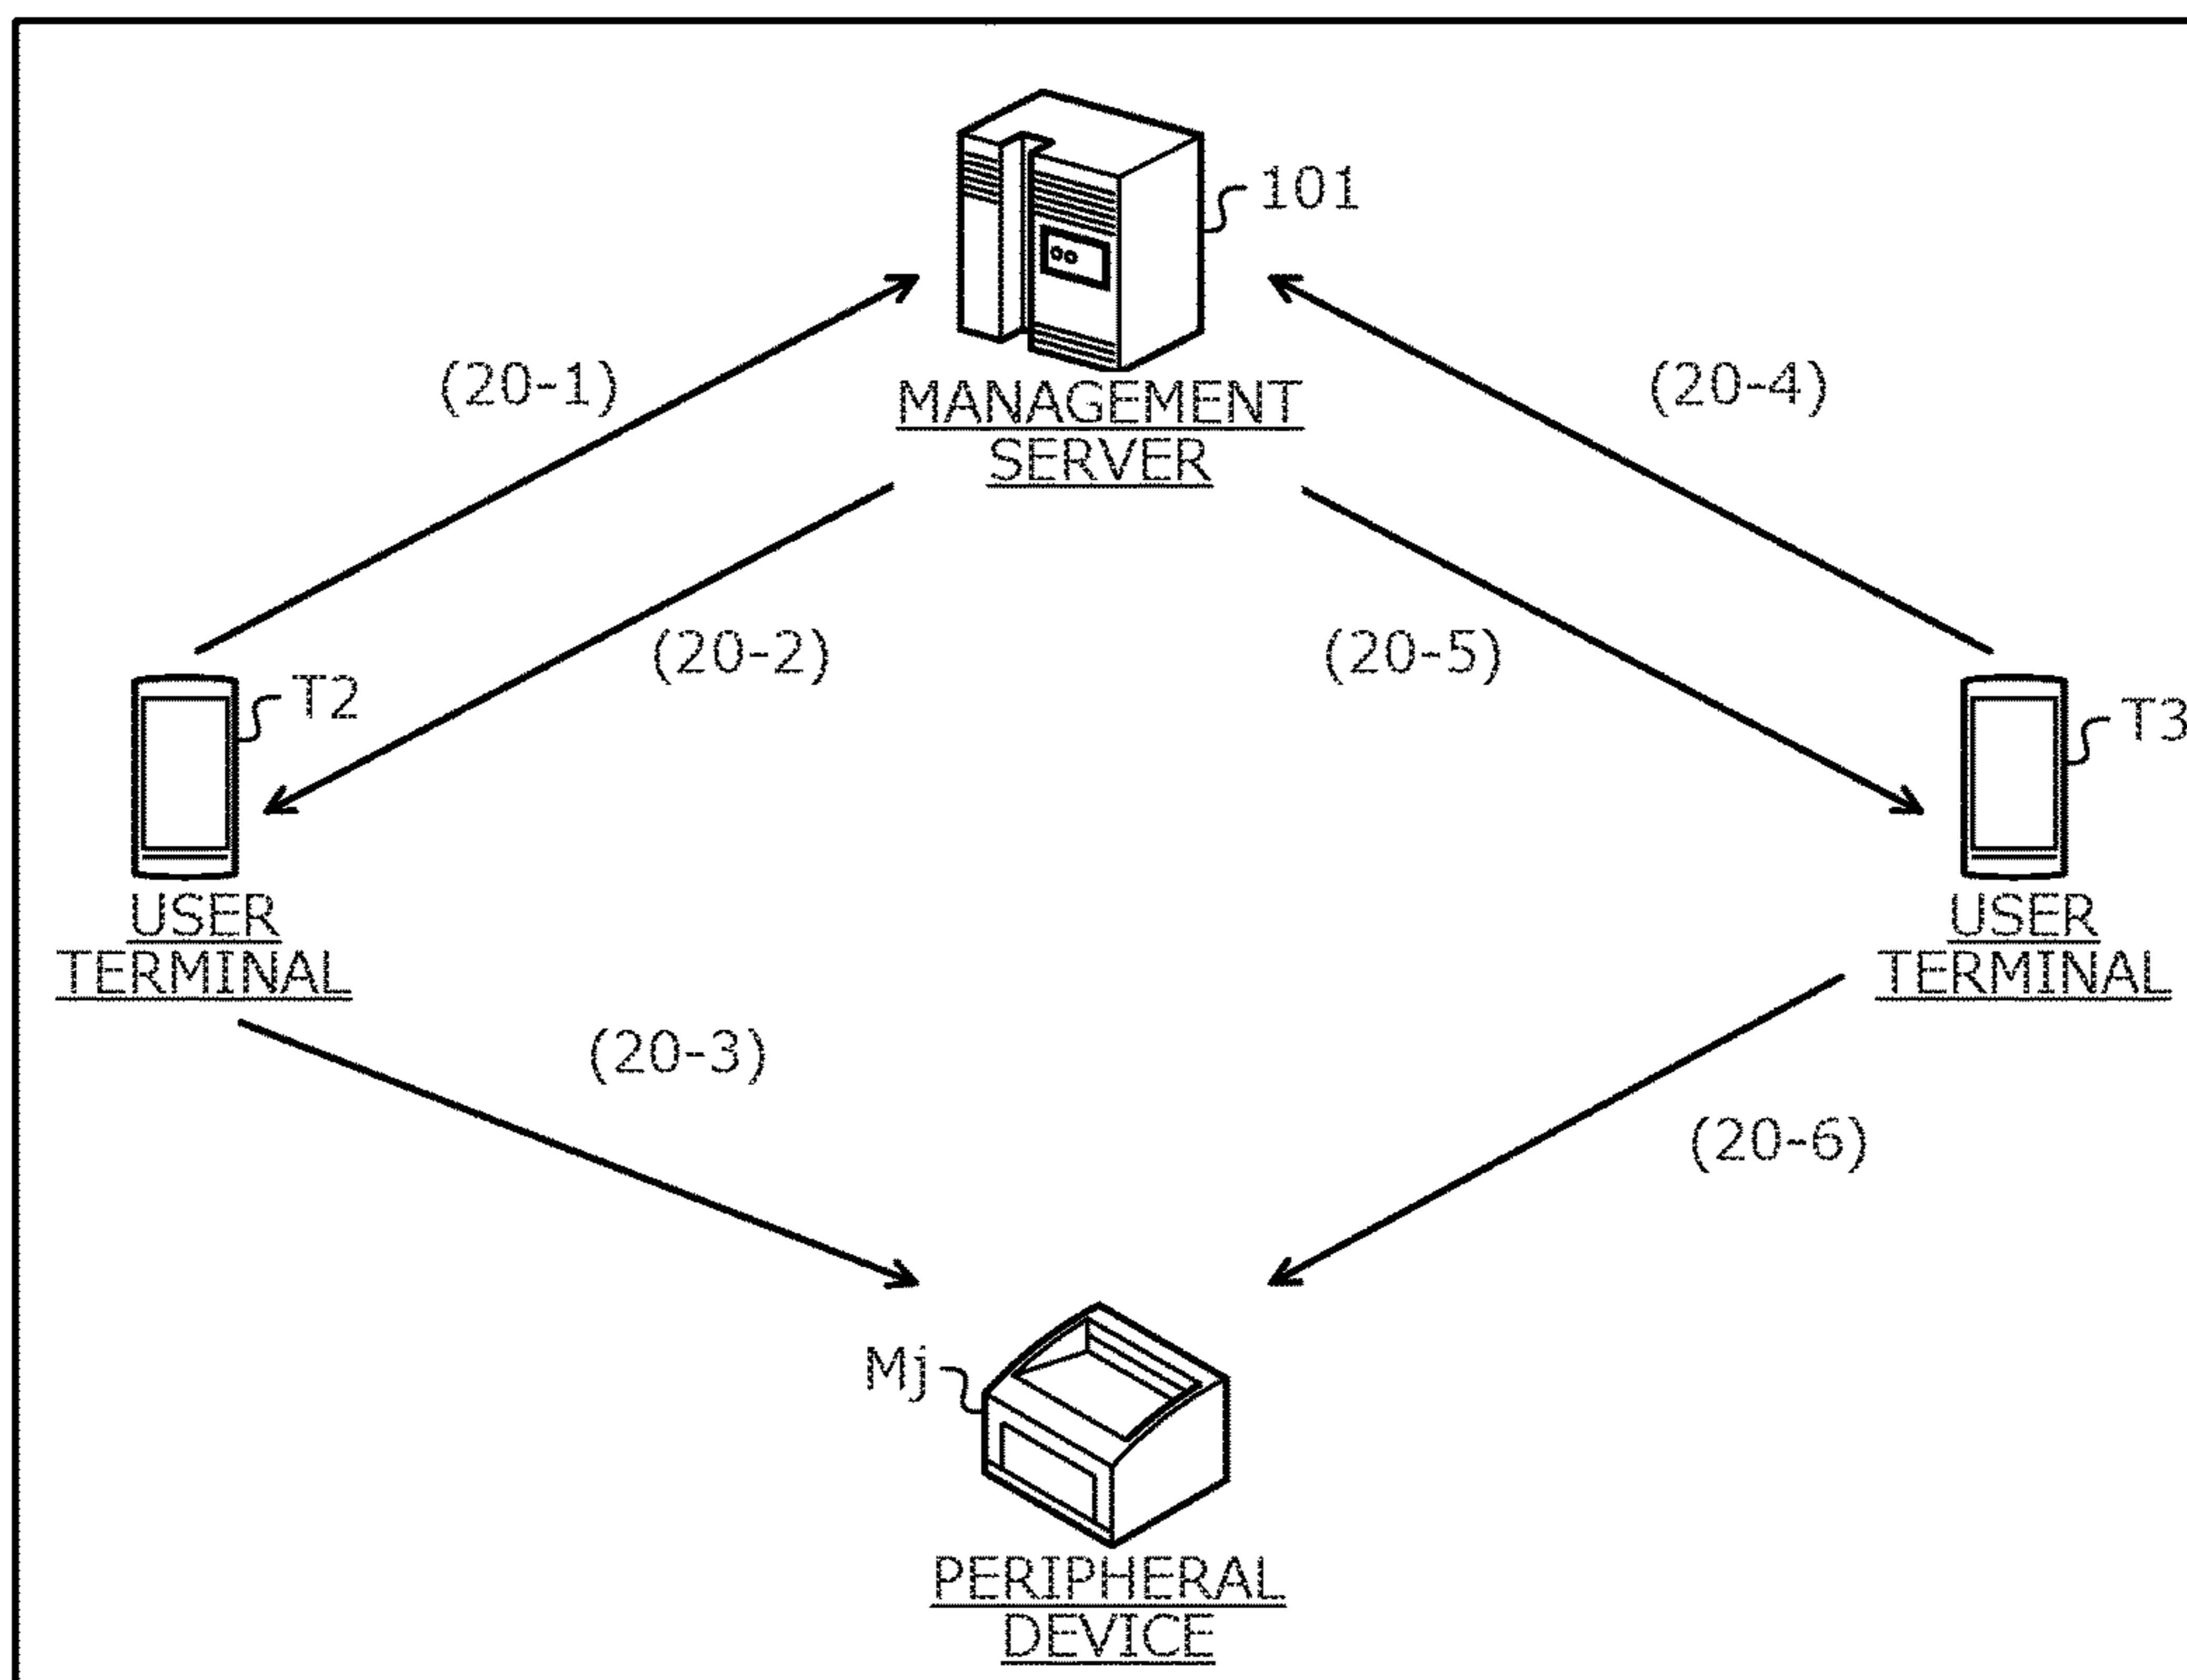 101
(20-1)
(20-4)
MANAGEMENT
SERVER
(20-2)
(20-5)
T2
T3
USER
TERMINAL
USER
TERMINAL
(20-3)
(20-6)
Mj
PERIPHERAL
DEVICE